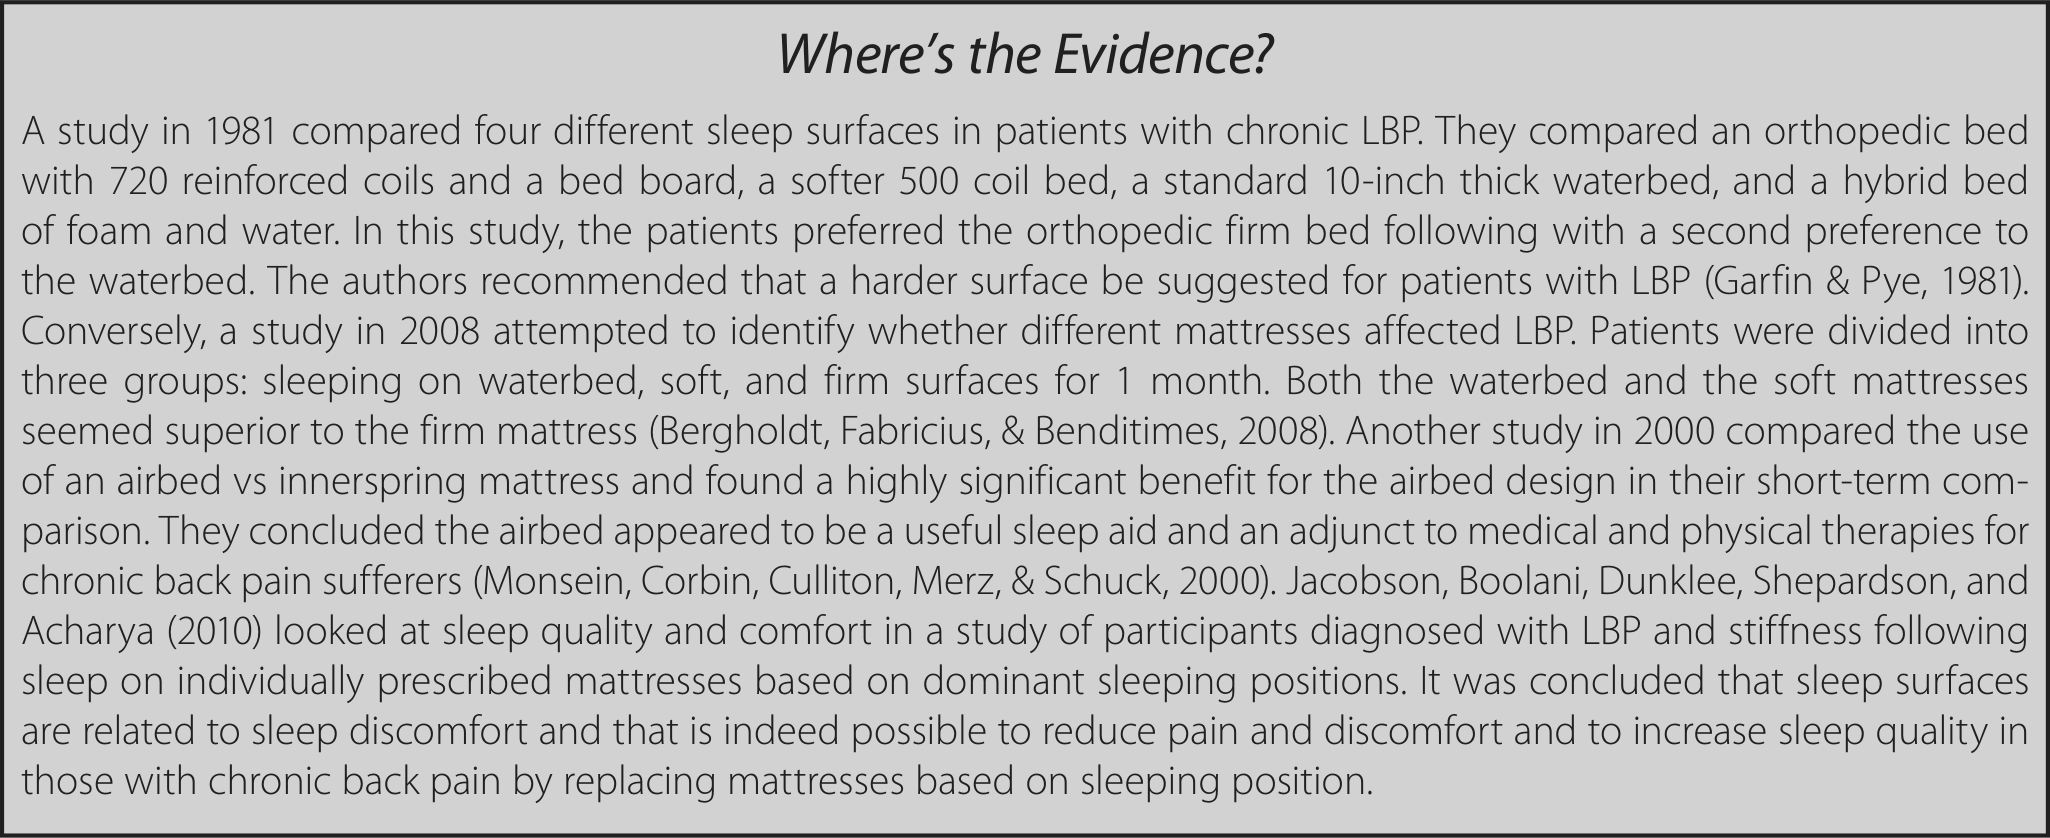 Where’s the Evidence?
A study in 1981 compared four different sleep surfaces in patients with chronic LBP. They compared an orthopedic bed
with 720 reinforced coils and a bed board, a softer 500 coil bed, a standard 10-inch thick waterbed, and a hybrid bed
of foam and water. In this study, the patients preferred the orthopedic firm bed following with a second preference to
the waterbed. The authors recommended that a harder surface be suggested for patients with LBP (Garfin & Pye, 1981).
Conversely, a study in 2008 attempted to identify whether different mattresses affected LBP. Patients were divided into
three groups: sleeping on waterbed, soft, and firm surfaces for 1 month. Both the waterbed and the soft mattresses
seemed superior to the firm mattress (Bergholdt, Fabricius, & Benditimes, 2008). Another study in 2000 compared the use
of an airbed vs innerspring mattress and found a highly significant benefit for the airbed design in their short-term com-
parison. They concluded the airbed appeared to be a useful sleep aid and an adjunct to medical and physical therapies for
chronic back pain sufferers (Monsein, Corbin, Culliton, Merz, & Schuck, 2000). Jacobson, Boolani, Dunklee, Shepardson, and
Acharya (2010) looked at sleep quality and comfort in a study of participants diagnosed with LBP and stiffness following
sleep on individually prescribed mattresses based on dominant sleeping positions. It was concluded that sleep surfaces
are related to sleep discomfort and that is indeed possible to reduce pain and discomfort and to increase sleep quality in
those with chronic back pain by replacing mattresses based on sleeping position.